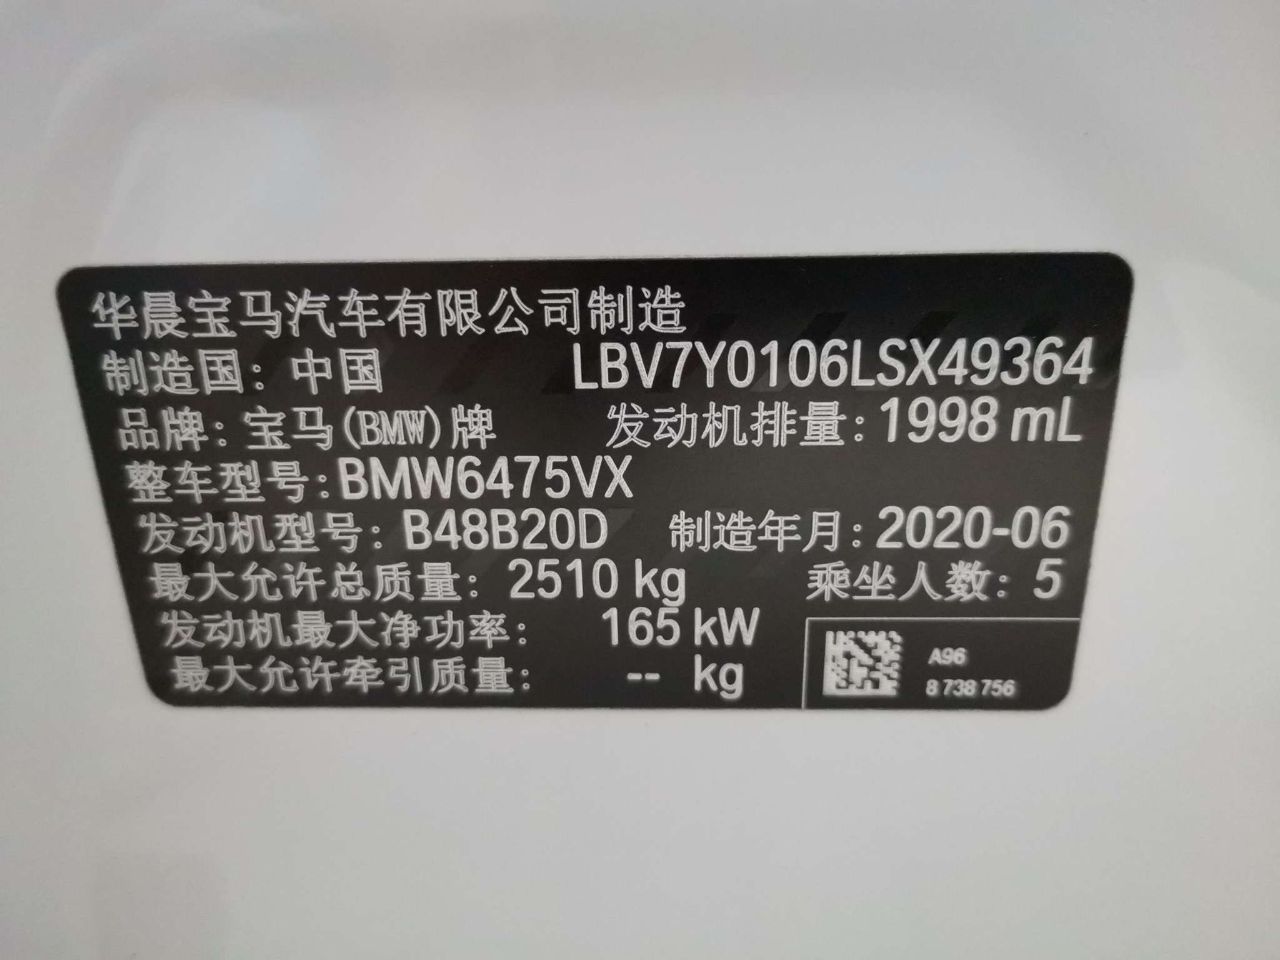 华晨宝马汽车有限公司制造
制造国：中国 LBV7Y0106LSX49364
品牌：宝马(BMW)牌 发动机排量：1998 mL
整车型号：BMW6475VX
发动机型号：B48B20D 制造年月：2020-06
最大允许总质量：2510 kg 乘坐人数：5
发动机最大净功率： 165 kW
最大允许牵引质量： -- kg
A96
8 738 756